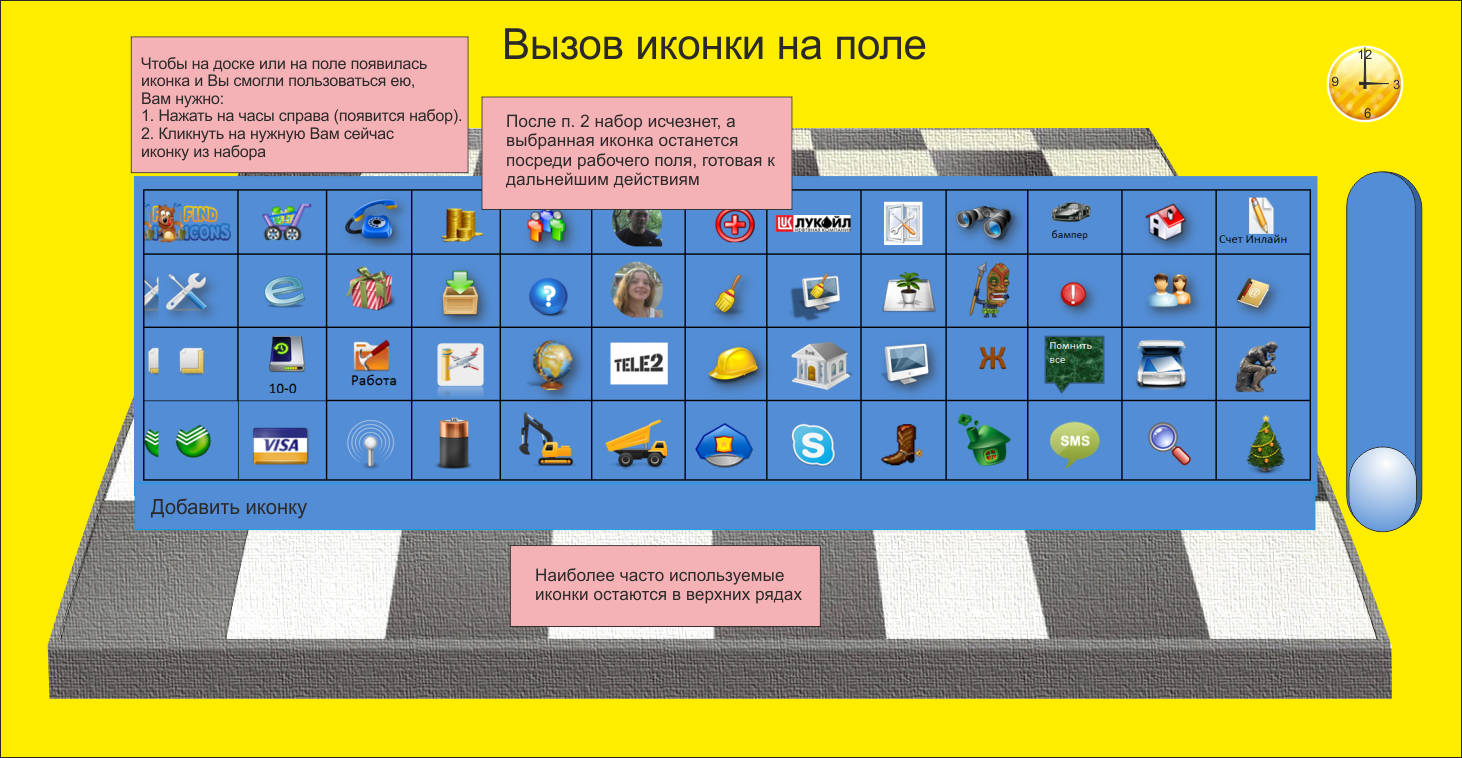 Вызов иконки на поле
Чтобы на доске или на поле появилась
иконка и Вы смогли пользоваться ею,
Вам нужно:
1. Нажать на часы справа (появится набор).
2. Кликнуть на нужную Вам сейчас
иконку из набора
После п. 2 набор исчезнет, а
выбранная иконка останется
посреди рабочего поля, готовая к
дальнейшим действиям
12
9
3
6
FIND
ICONS
ЛУКОЙЛ
НЕФТЯНАЯ КОМПАНИЯ
бампер
Счет Инлайн
10-0
Работа
TELE2
Ж
Помнить
все
VISA
S
SMS
Добавить иконку
Наиболее часто используемые
иконки остаются в верхних рядах